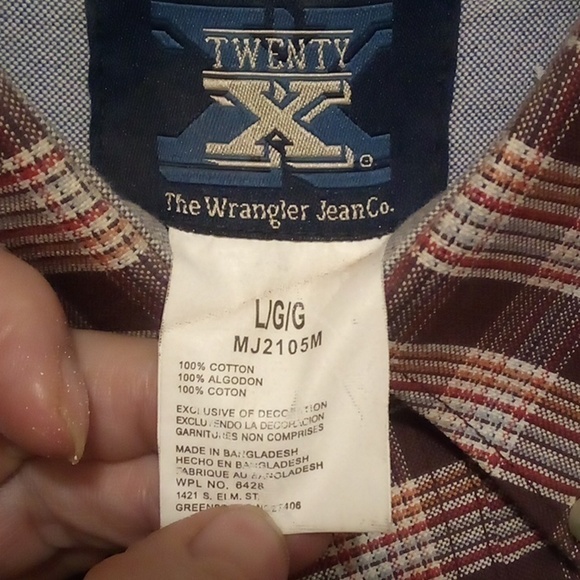 TWENTY
X
The Wrangler Jean Co.
L/G/G
MJ2105M
100% COTTON
100% ALGODON
100% COTON
EXCLUSIVE OF DECORATION
EXCLUYENDO LA DECORACION
GARNITURES NON COMPRISES
MADE IN BANGLADESH
HECHO EN BANGLADESH
FABRIQUE AU BANGLADESH
WPL NO. 6428
1421 S. ELM ST.
27406